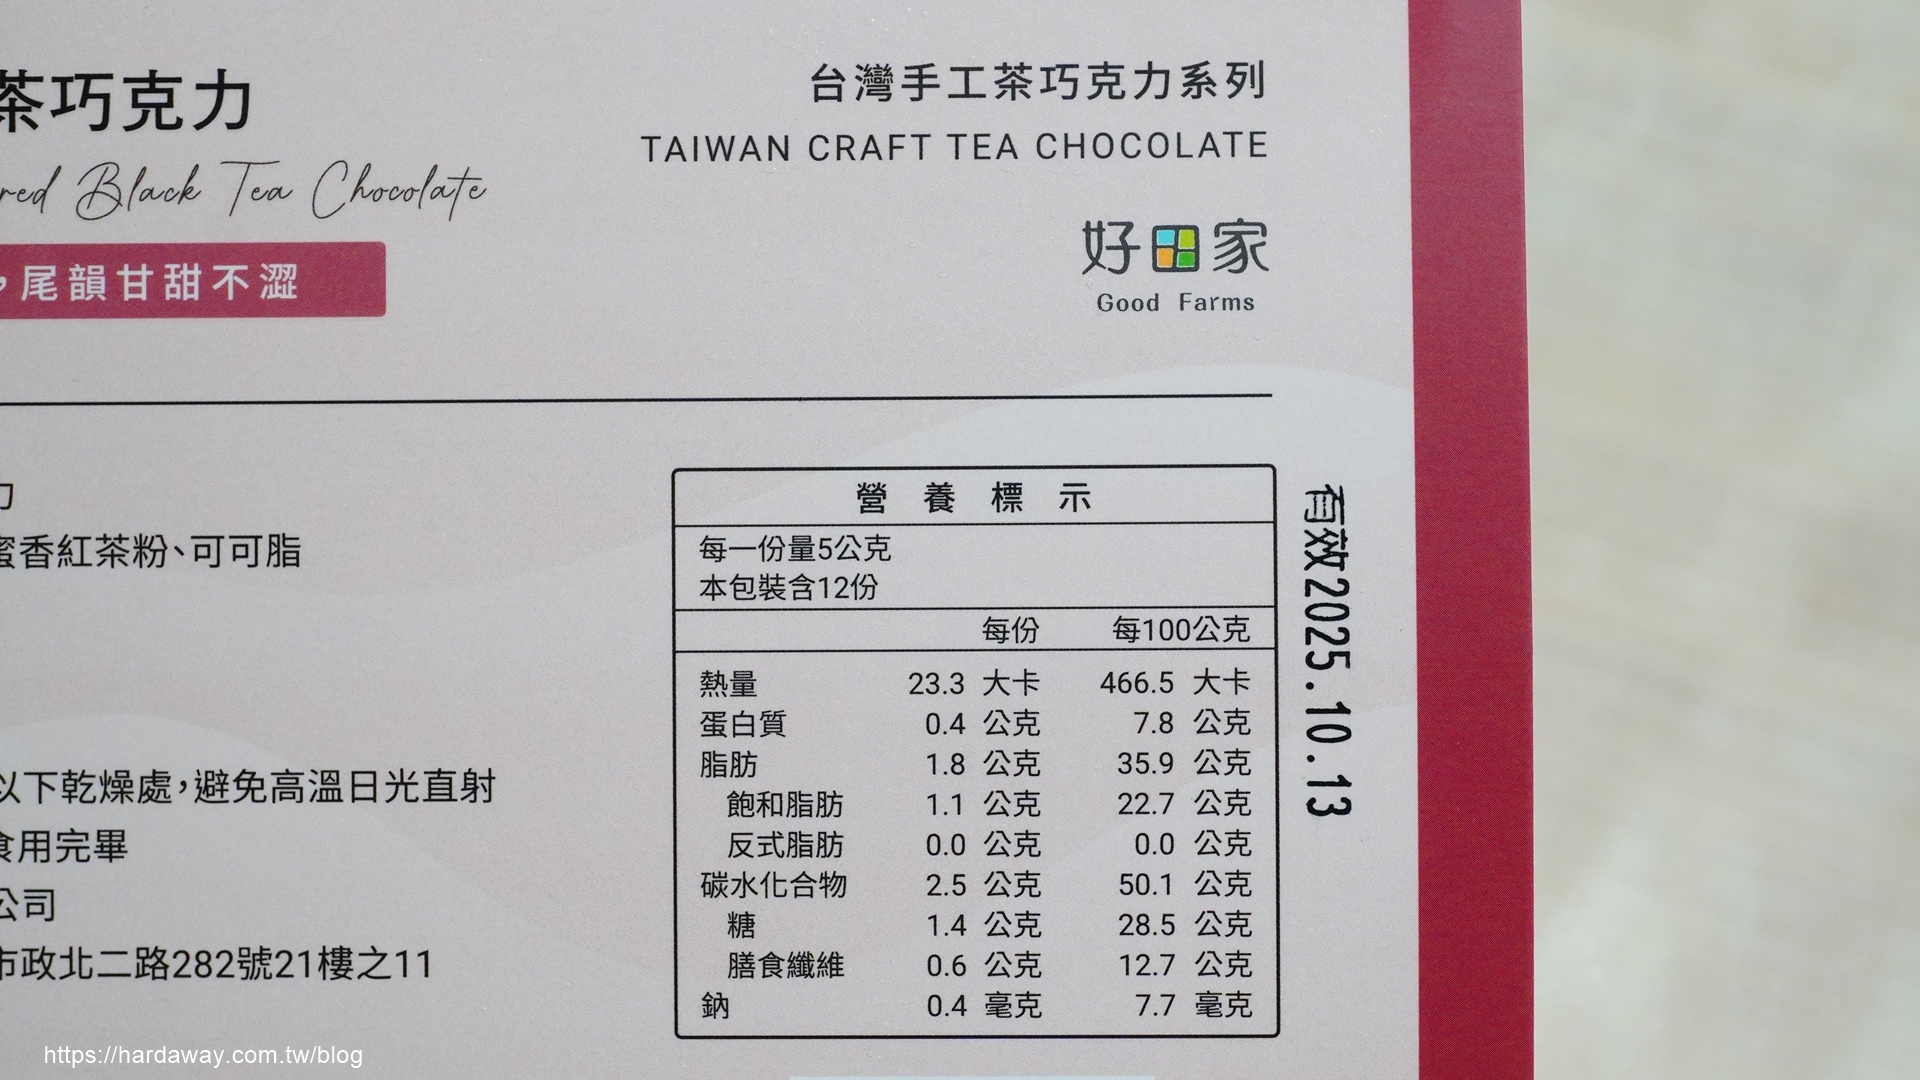 茶巧克力
red Black Tea Chocolate
，尾韻甘甜不澀
台灣手工茶巧克力系列
TAIWAN CRAFT TEA CHOCOLATE
好田家
Good Farms
力
蜜香紅茶粉、可可脂
以下乾燥處，避免高溫日光直射
食用完畢
公司
市政北二路282號21樓之11
營養標示
每一份量5公克
本包裝含12份
每份 每100公克
熱量 23.3 大卡 466.5 大卡
蛋白質 0.4 公克 7.8 公克
脂肪 1.8 公克 35.9 公克
飽和脂肪 1.1 公克 22.7 公克
反式脂肪 0.0 公克 0.0 公克
碳水化合物 2.5 公克 50.1 公克
糖 1.4 公克 28.5 公克
膳食纖維 0.6 公克 12.7 公克
鈉 0.4 毫克 7.7 毫克
有效2025.10.13
https://hardaway.com.tw/blog